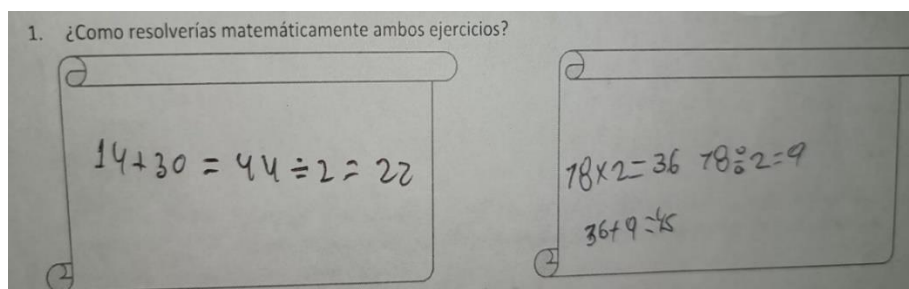 1. ¿Como resolverías matemáticamente ambos ejercicios?
14+30 = 44 ÷ 2 = 22
18×2=36 18÷2=9
36+9=45